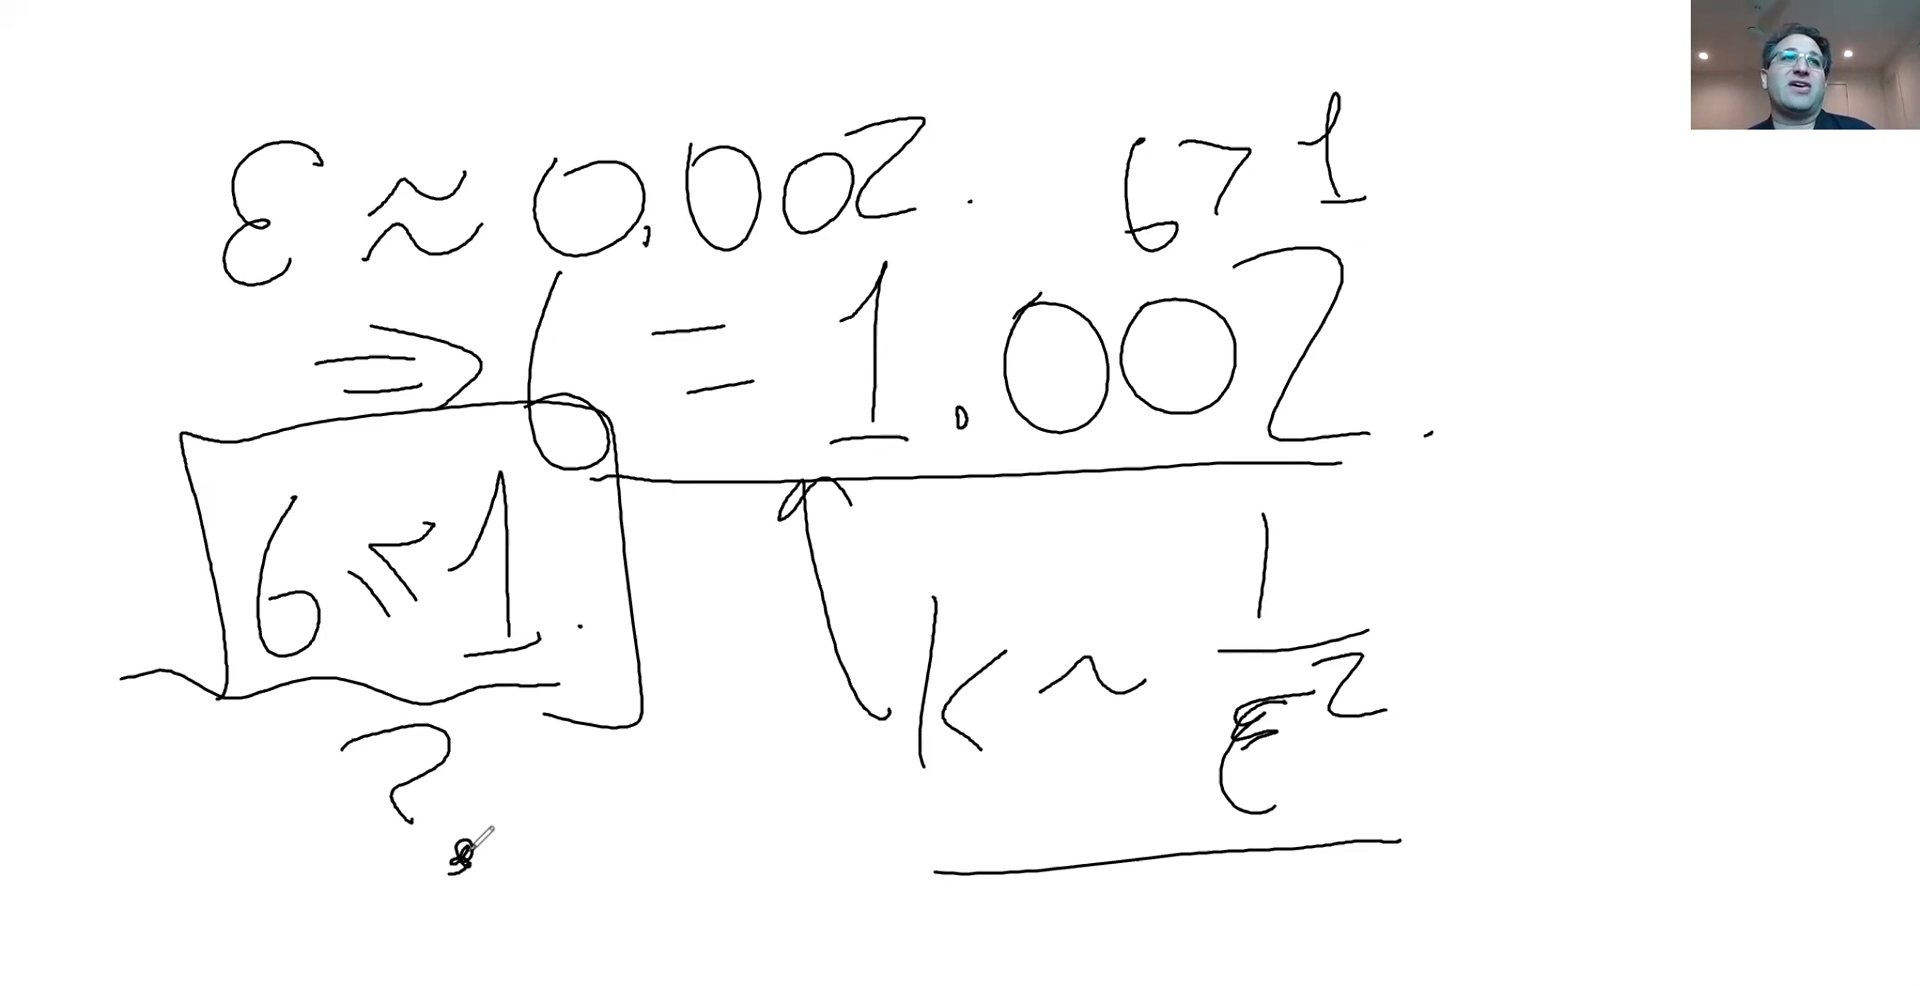 ε ≈ 0.002. b > 1
⇒ b = 1.002.
b ≤ 1.
k ~ 1/ε²
?